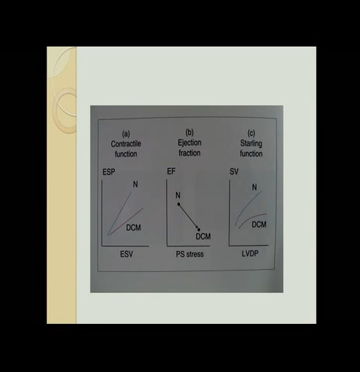 (a)
Contractile
function
(b)
Ejection
fraction
(c)
Starling
function
ESP
N
DCM
ESV
EF
N
DCM
PS stress
SV
N
DCM
LVDP